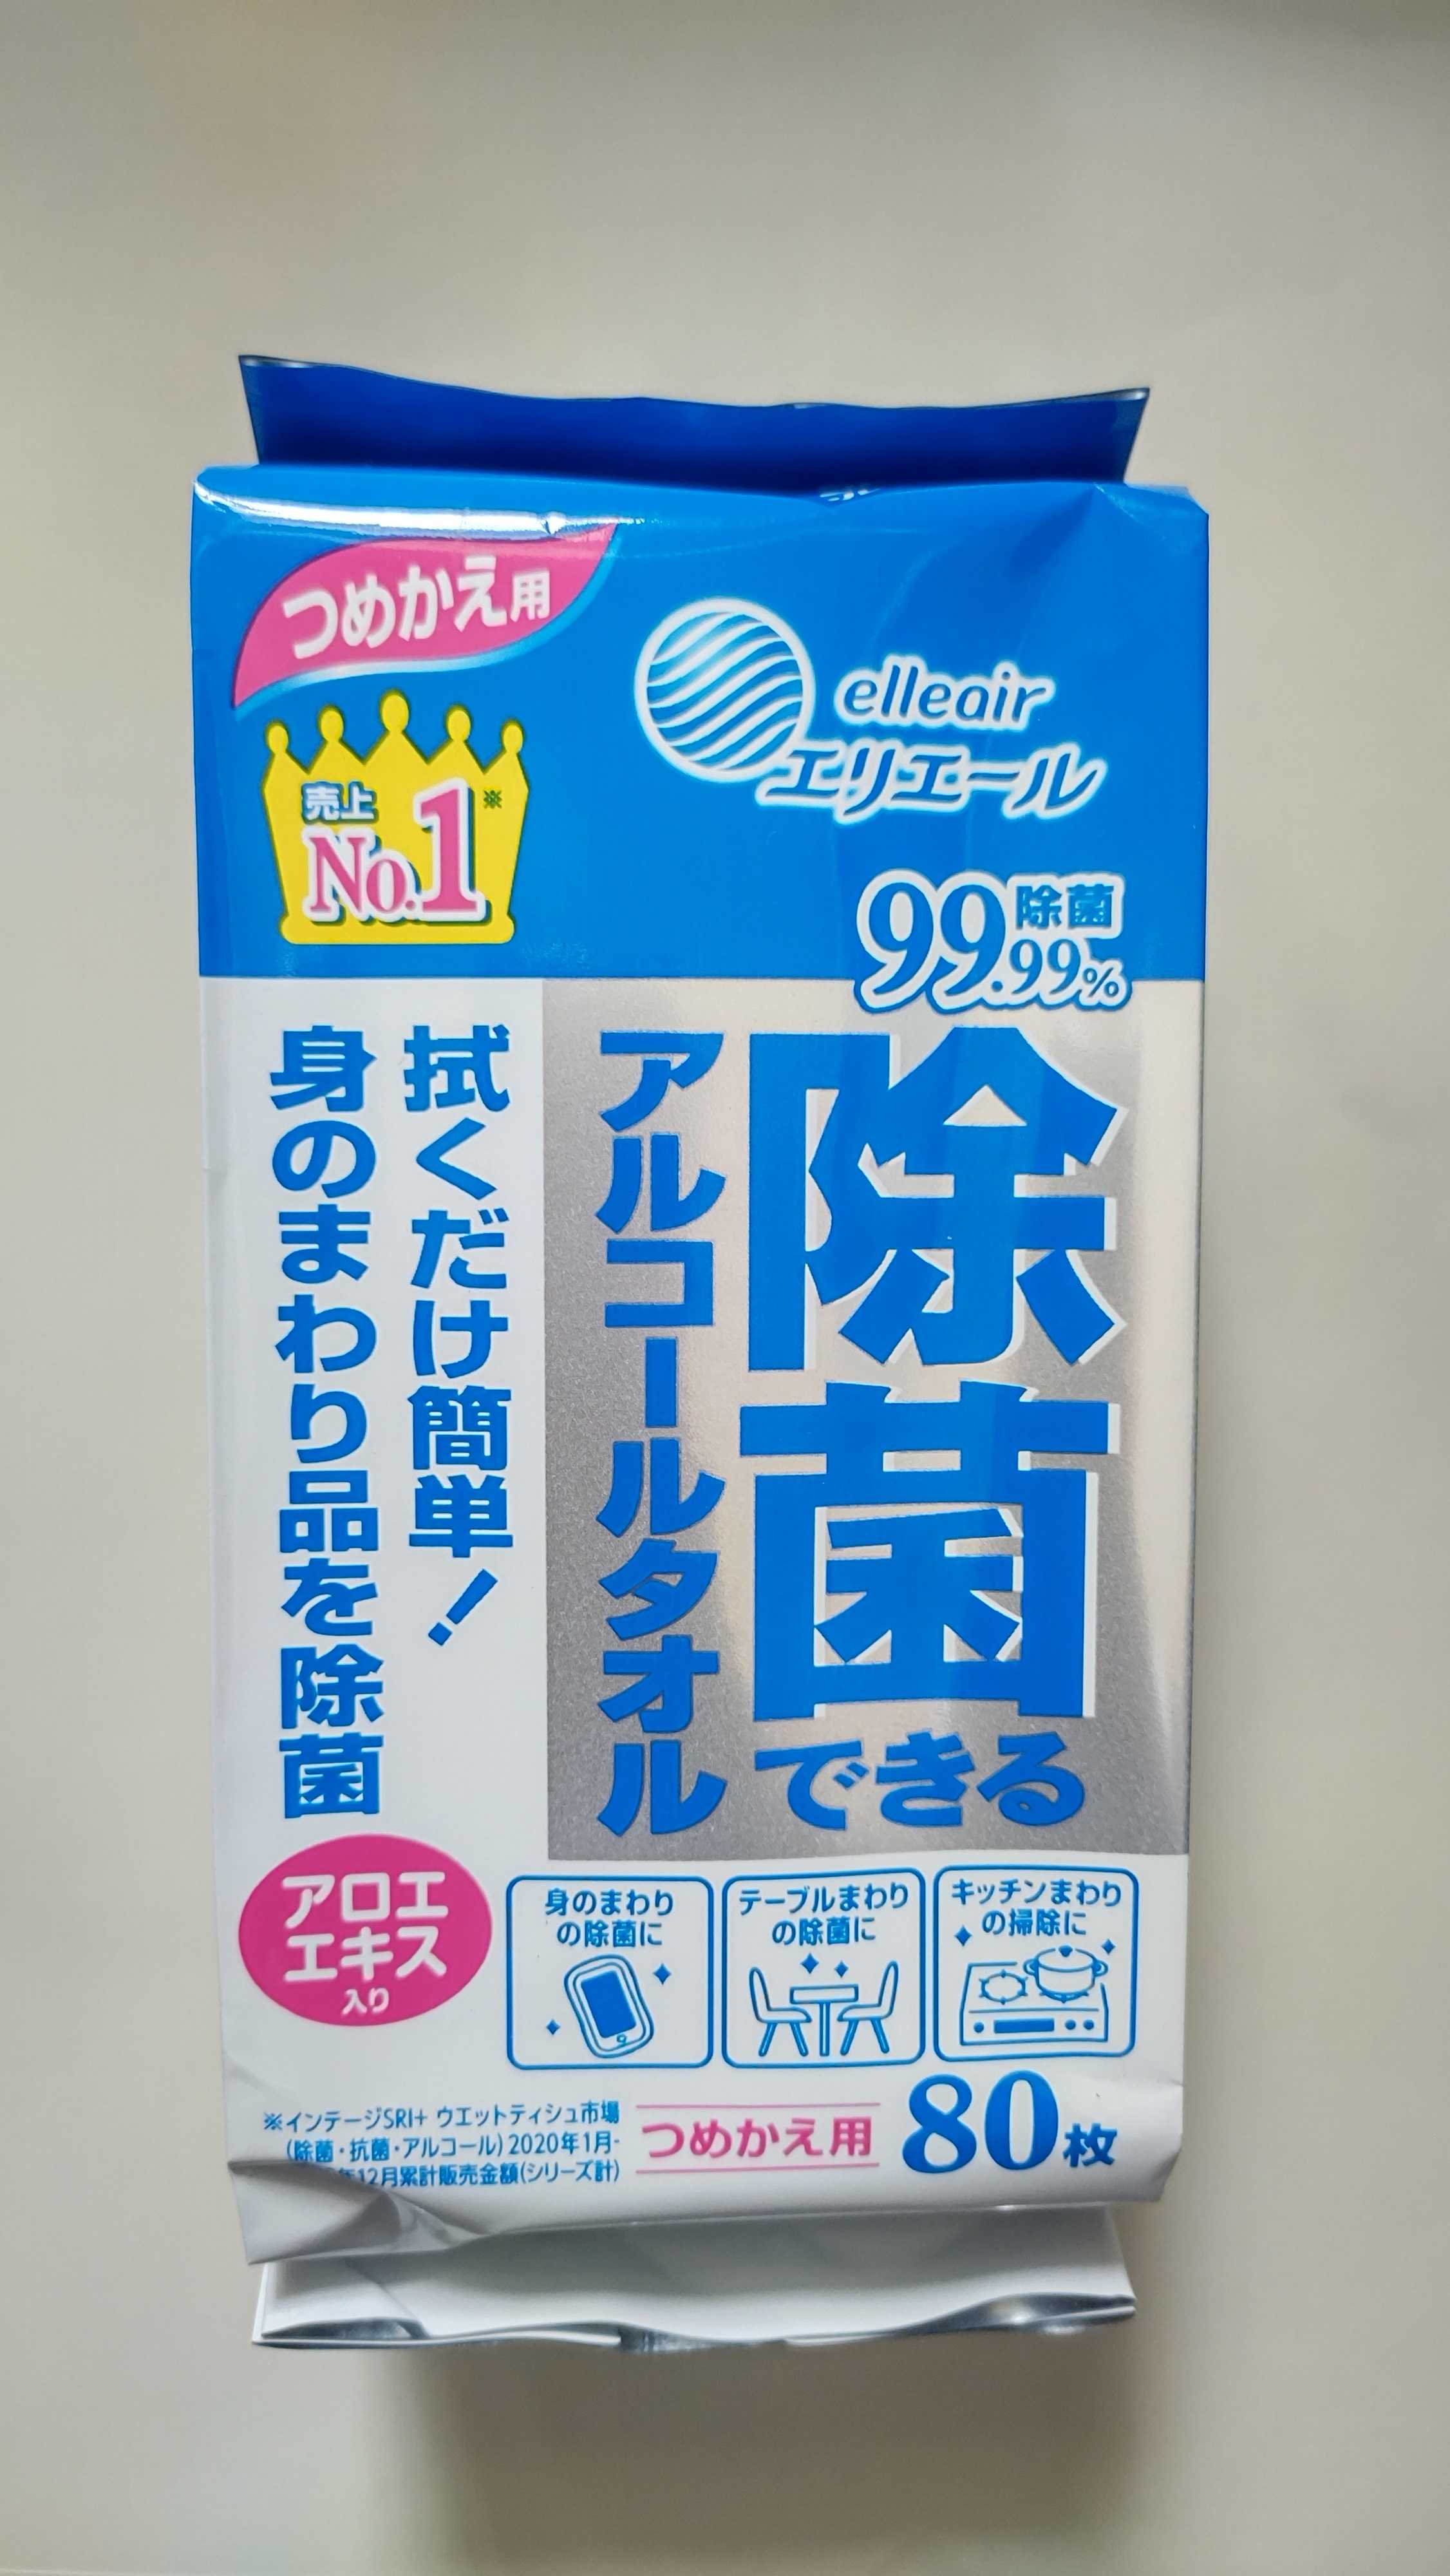 つめかえ用
elleair
エリエール
売上
No.1※
除菌
99.99%
除菌できる
アルコールタオル
拭くだけ簡単!
身のまわり品を除菌
アロエ
エキス
入り
身のまわり
の除菌に
テーブルまわり
の除菌に
キッチンまわり
の掃除に
※インテージSRI+ ウエットティシュ市場
(除菌・抗菌・アルコール)2020年1月-
年12月累計販売金額(シリーズ計)
つめかえ用
80枚